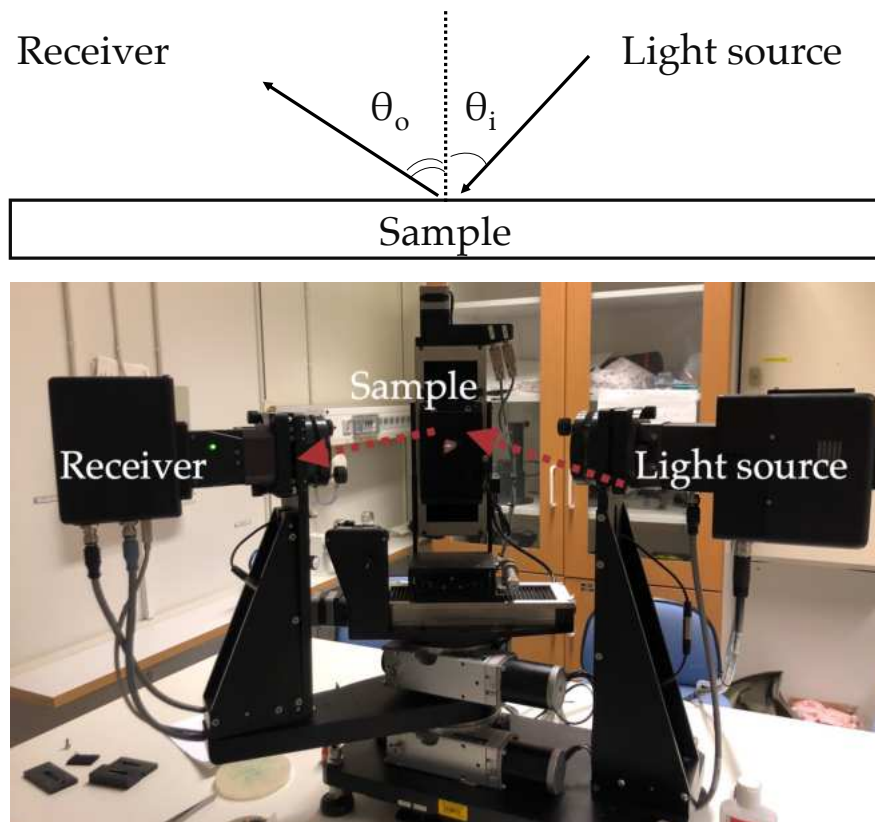 Receiver
Light source
θₒ
θᵢ
Sample
Sample
Receiver
Light source